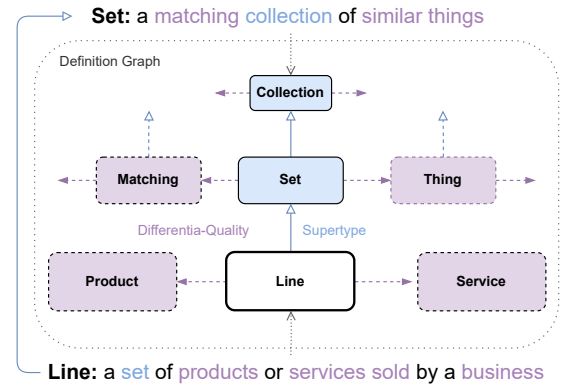 Set: a matching collection of similar things
Definition Graph
Collection
Matching
Set
Thing
Differentia-Quality
Supertype
Product
Line
Service
Line: a set of products or services sold by a business